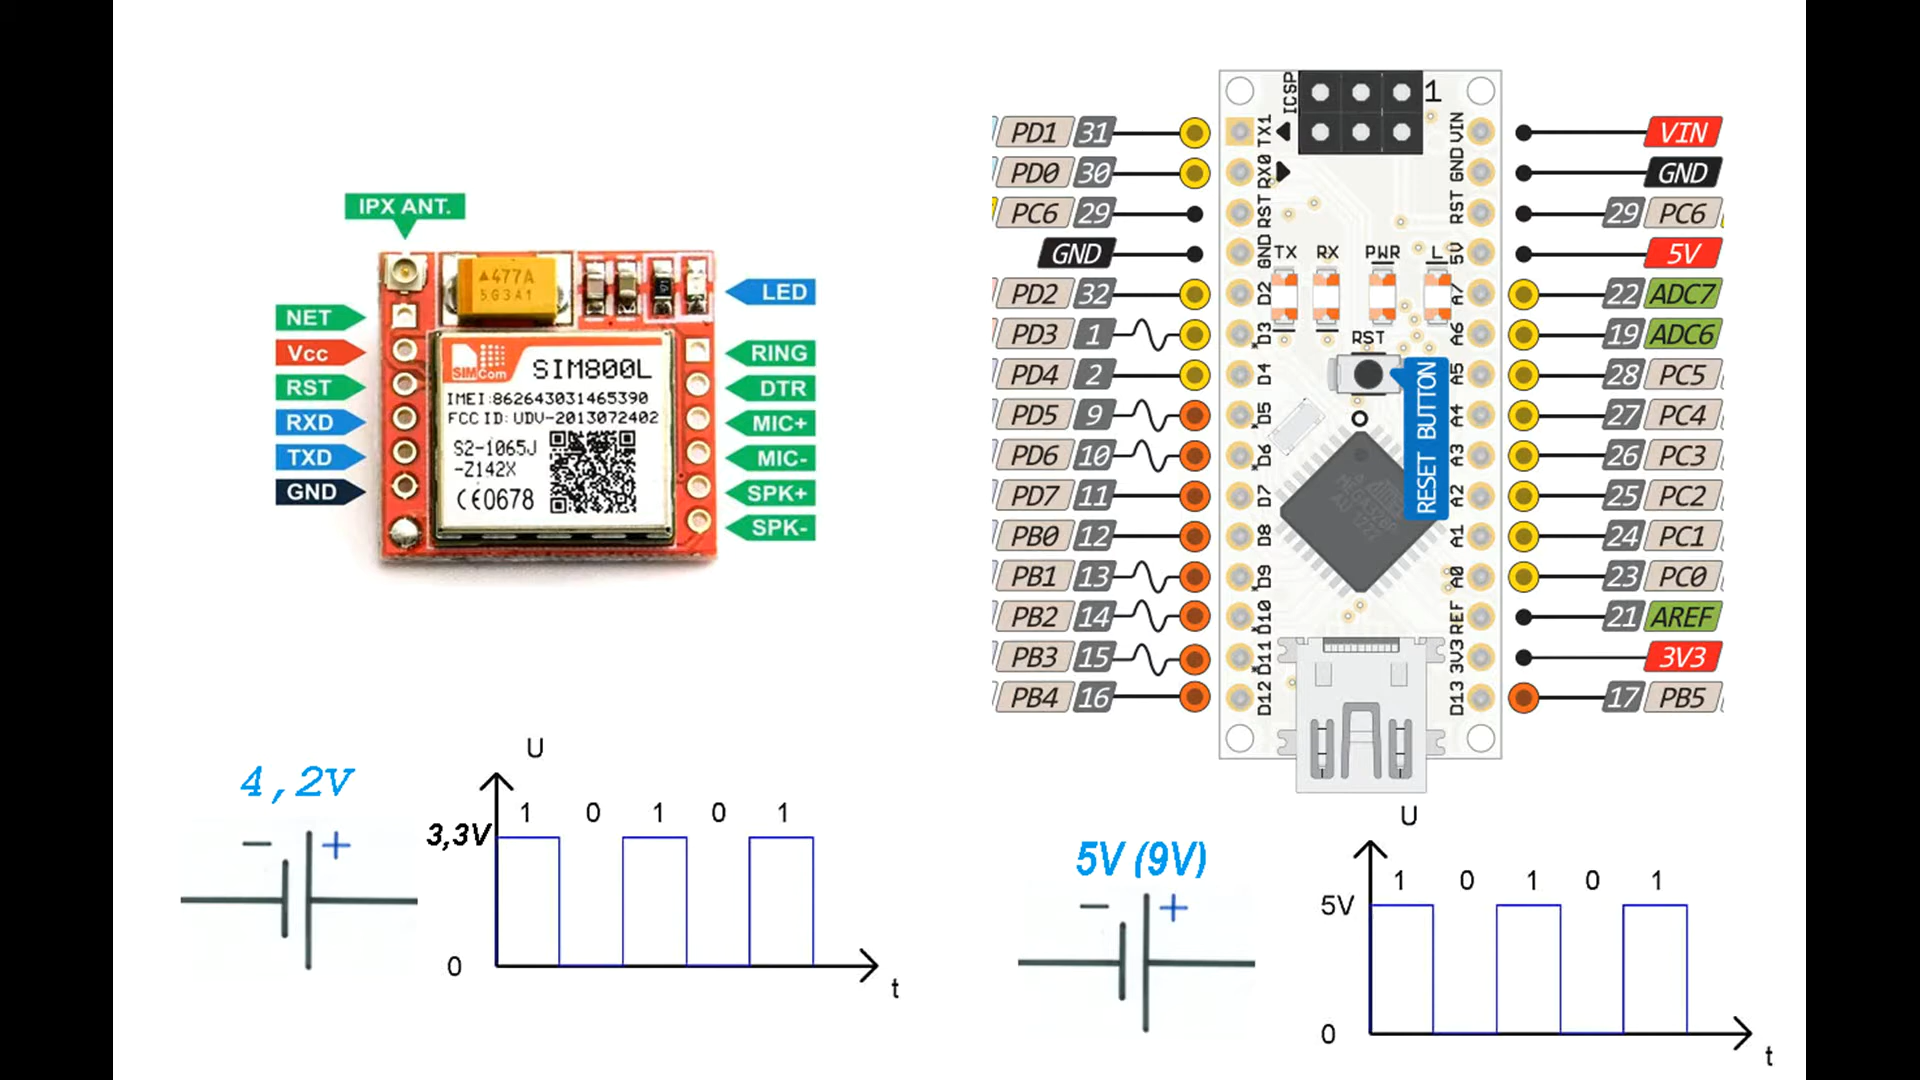 IPX ANT.
477A
5G3A1
LED
NET
Vcc
RST
RXD
TXD
GND
RING
DTR
MIC+
MIC-
SPK+
SPK-
SIMCom
SIM800L
IMEI:862643031465390
FCC ID: UDV-2013072402
S2-1065J
-Z142X
CE0678
4,2V
- +
U
3,3V
1 0 1 0 1
0
t
PD1 31
PD0 30
PC6 29
GND
PD2 32
PD3 1
PD4 2
PD5 9
PD6 10
PD7 11
PB0 12
PB1 13
PB2 14
PB3 15
PB4 16
ICSP
1
TX1
RX0
RST
GND
D2
D3
D4
D5
D6
D7
D8
D9
D10
D11
D12
TX RX PWR L
RST
RESET BUTTON
VIN
GND
RST
5V
A7
A6
A5
A4
A3
A2
A1
A0
REF
3V3
D13
VIN
GND
29 PC6
5V
22 ADC7
19 ADC6
28 PC5
27 PC4
26 PC3
25 PC2
24 PC1
23 PC0
21 AREF
3V3
17 PB5
5V (9V)
- +
U
5V
1 0 1 0 1
0
t